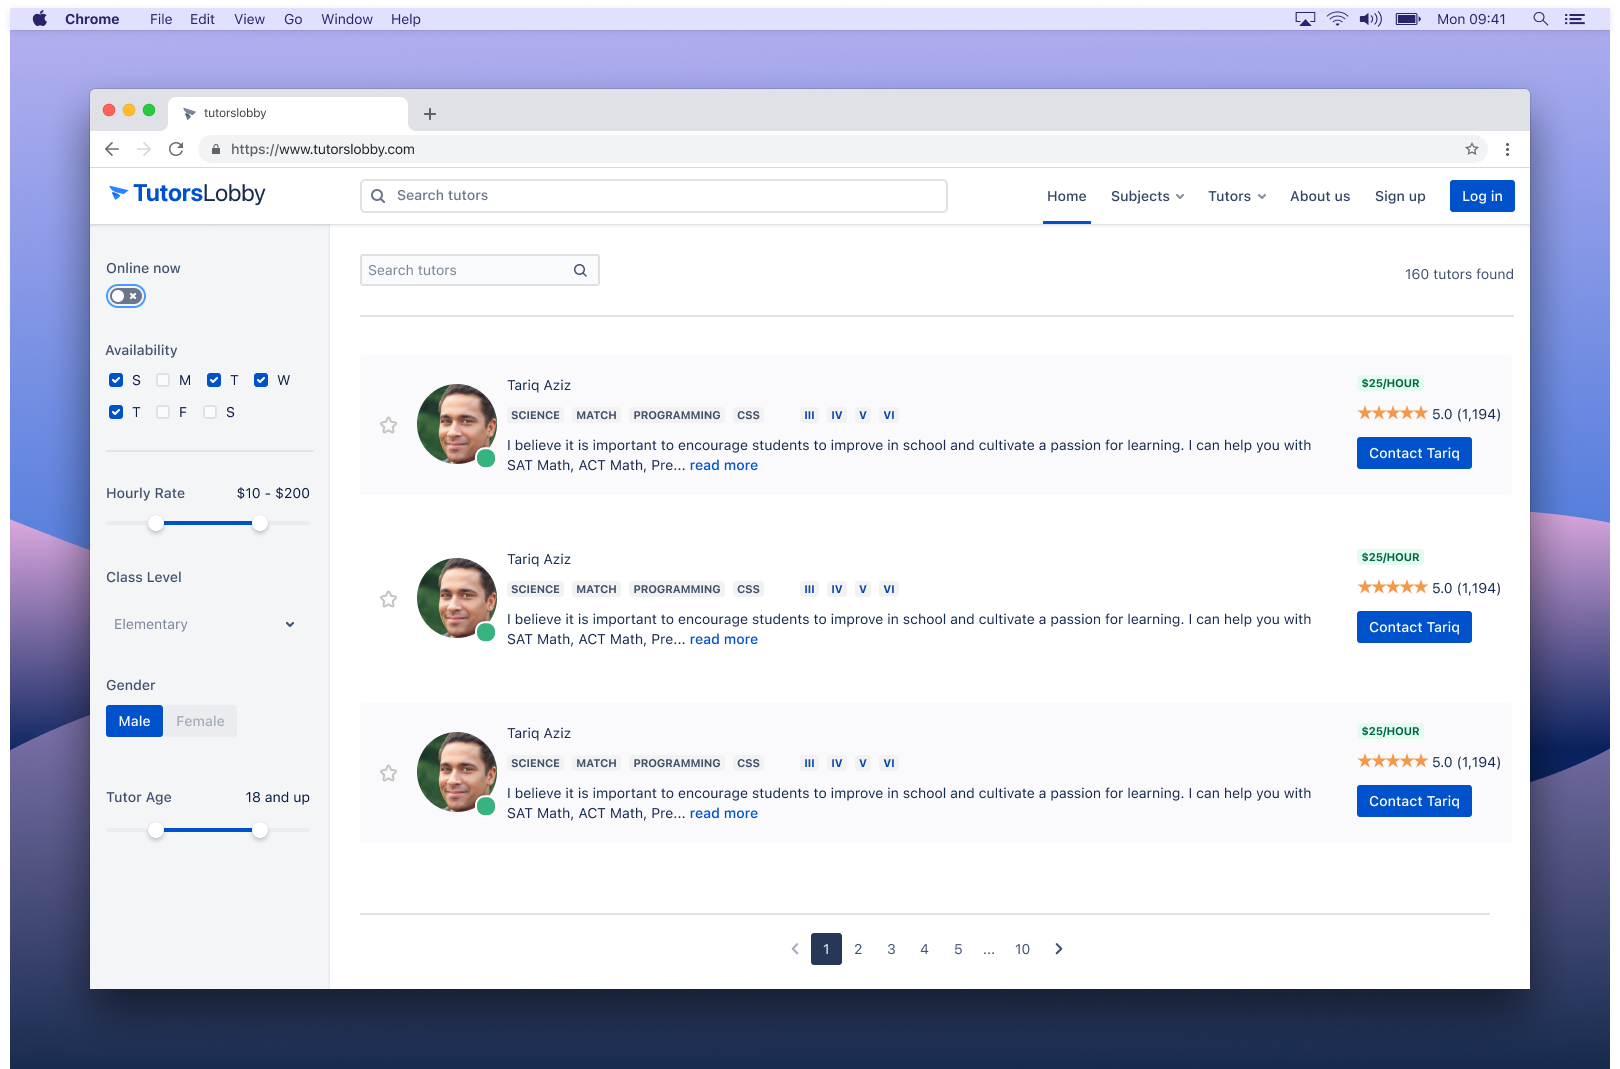 Chrome File Edit View Go Window Help Mon 09:41
tutorslobby
https://www.tutorslobby.com
TutorsLobby Search tutors Home Subjects Tutors About us Sign up Log in
Online now
Search tutors 160 tutors found
Availability
S M T W
T F S
Hourly Rate $10 - $200
Class Level
Elementary
Gender
Male Female
Tutor Age 18 and up
Tariq Aziz $25/HOUR
SCIENCE MATCH PROGRAMMING CSS III IV V VI 5.0 (1,194)
I believe it is important to encourage students to improve in school and cultivate a passion for learning. I can help you with
SAT Math, ACT Math, Pre... read more
Contact Tariq
Tariq Aziz $25/HOUR
SCIENCE MATCH PROGRAMMING CSS III IV V VI 5.0 (1,194)
I believe it is important to encourage students to improve in school and cultivate a passion for learning. I can help you with
SAT Math, ACT Math, Pre... read more
Contact Tariq
Tariq Aziz $25/HOUR
SCIENCE MATCH PROGRAMMING CSS III IV V VI 5.0 (1,194)
I believe it is important to encourage students to improve in school and cultivate a passion for learning. I can help you with
SAT Math, ACT Math, Pre... read more
Contact Tariq
1 2 3 4 5 ... 10